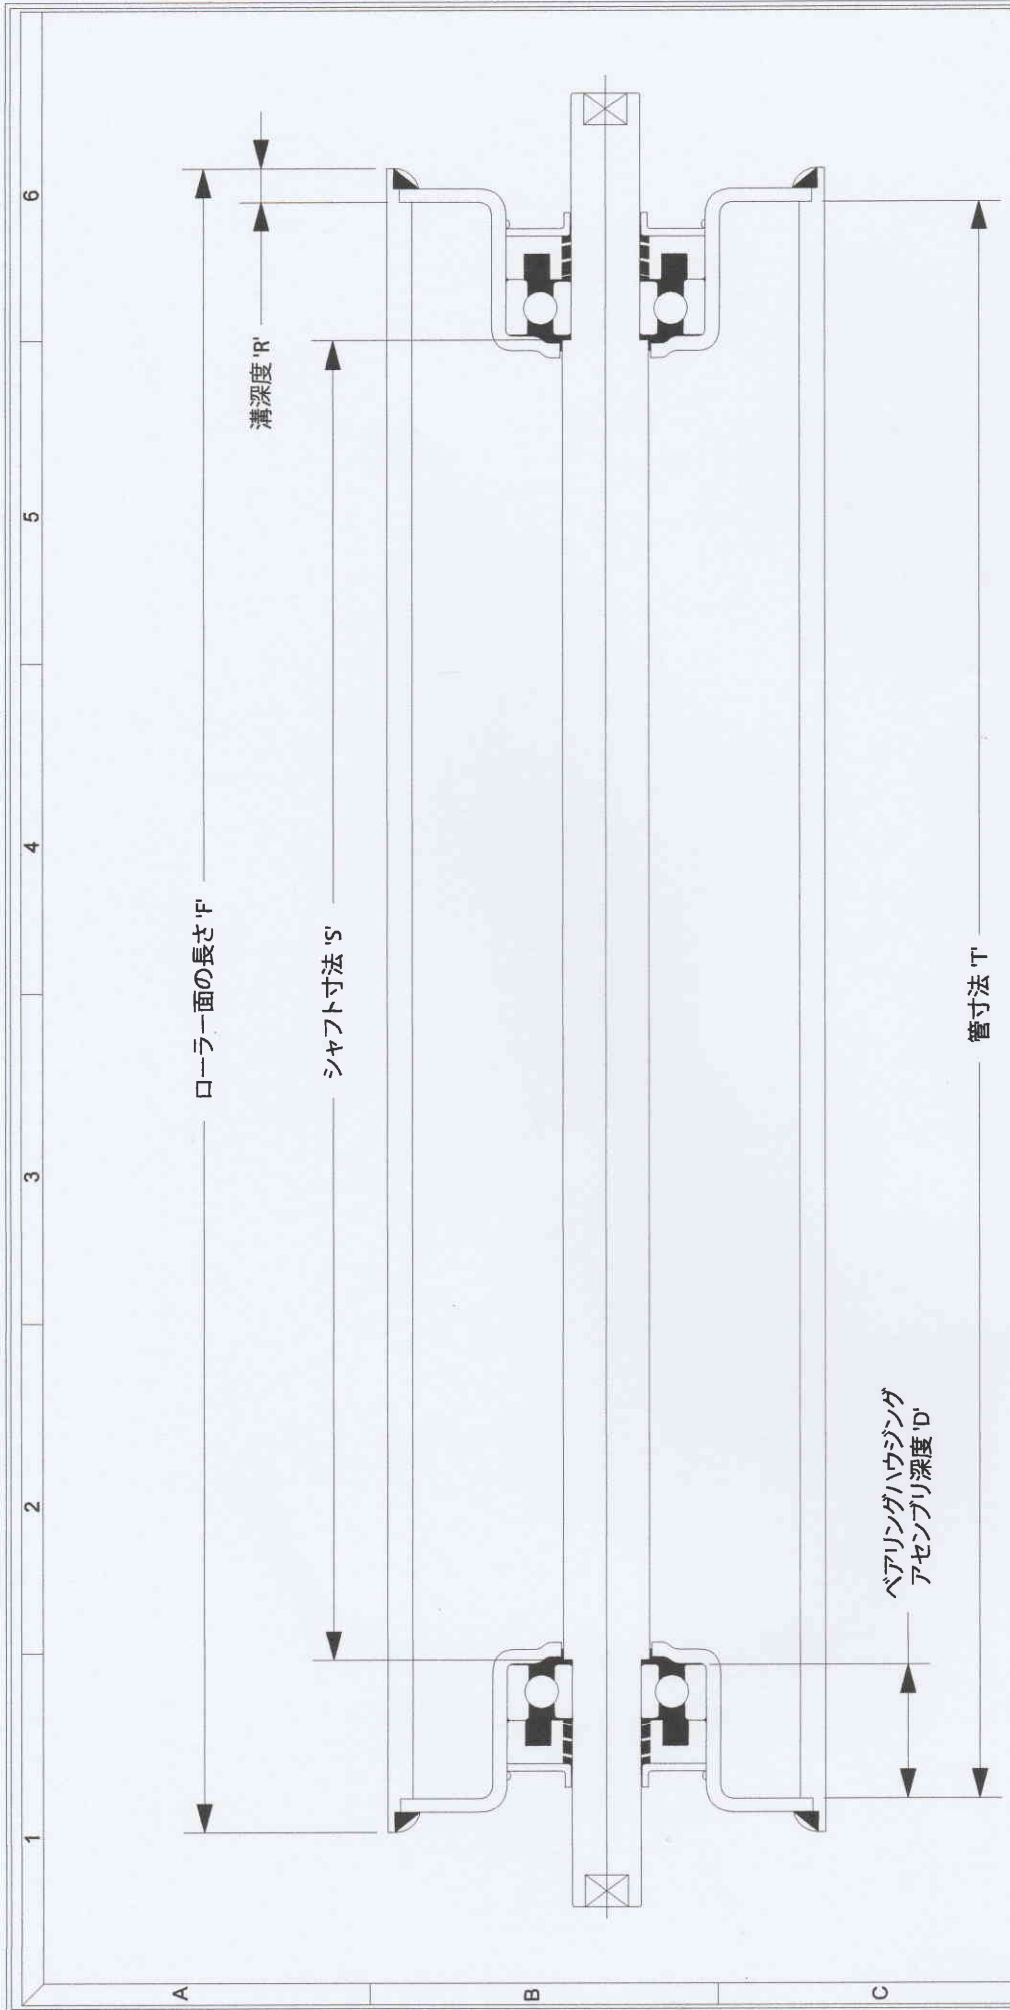 1
2
3
4
5
6
A
B
C
溝深度 'R'
ローラー面の長さ 'F'
シャフト寸法 'S'
ベアリングハウジング
アセンブリ深度 'D'
管寸法 'T'